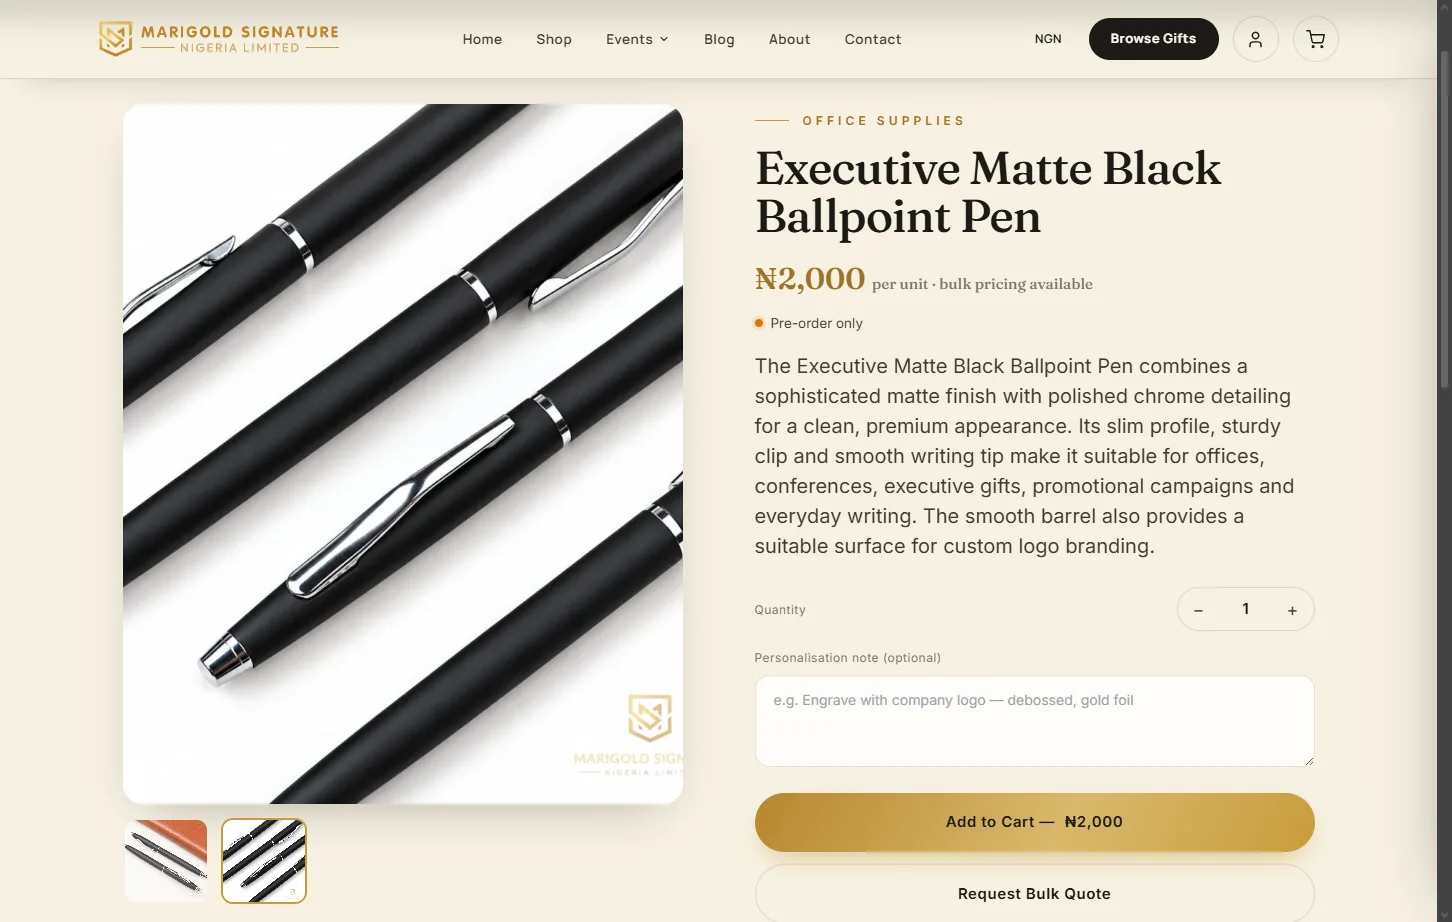 MARIGOLD SIGNATURE
NIGERIA LIMITED
Home
Shop
Events
Blog
About
Contact
NGN
Browse Gifts
OFFICE SUPPLIES
Executive Matte Black
Ballpoint Pen
₦2,000 per unit · bulk pricing available
Pre-order only
The Executive Matte Black Ballpoint Pen combines a
sophisticated matte finish with polished chrome detailing
for a clean, premium appearance. Its slim profile, sturdy
clip and smooth writing tip make it suitable for offices,
conferences, executive gifts, promotional campaigns and
everyday writing. The smooth barrel also provides a
suitable surface for custom logo branding.
Quantity
− 1 +
Personalisation note (optional)
e.g. Engrave with company logo — debossed, gold foil
Add to Cart — ₦2,000
Request Bulk Quote
MARIGOLD SIGN
NIGERIA LIMIT